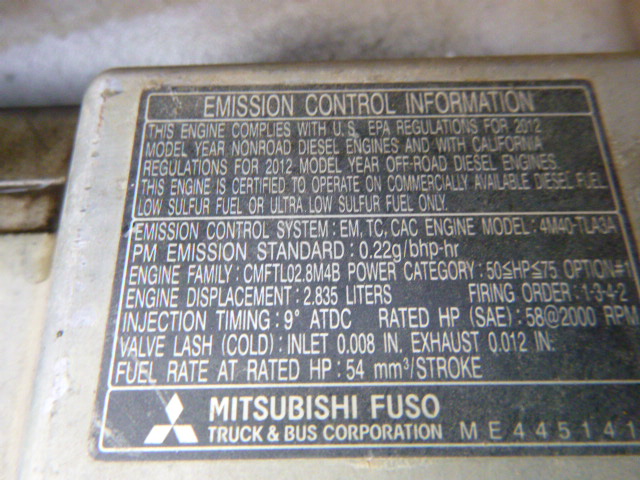 EMISSION CONTROL INFORMATION
THIS ENGINE COMPLIES WITH U.S. EPA REGULATIONS FOR 2012
MODEL YEAR NONROAD DIESEL ENGINES AND WITH CALIFORNIA
REGULATIONS FOR 2012 MODEL YEAR OFF-ROAD DIESEL ENGINES.
THIS ENGINE IS CERTIFIED TO OPERATE ON COMMERCIALLY AVAILABLE DIESEL FUEL
LOW SULFUR FUEL OR ULTRA LOW SULFUR FUEL ONLY.
EMISSION CONTROL SYSTEM : EM, TC, CAC ENGINE MODEL : 4M40-TLA3A
PM EMISSION STANDARD : 0.22g/bhp-hr
ENGINE FAMILY : CMFTL02.8M4B POWER CATEGORY : 50≦HP≦75 OPTION#1
ENGINE DISPLACEMENT : 2.835 LITERS FIRING ORDER : 1-3-4-2
INJECTION TIMING : 9° ATDC RATED HP (SAE) : 58@2000 RPM
VALVE LASH (COLD) : INLET 0.008 IN. EXHAUST 0.012 IN.
FUEL RATE AT RATED HP : 54 mm³/STROKE
MITSUBISHI FUSO
TRUCK & BUS CORPORATION ME445141